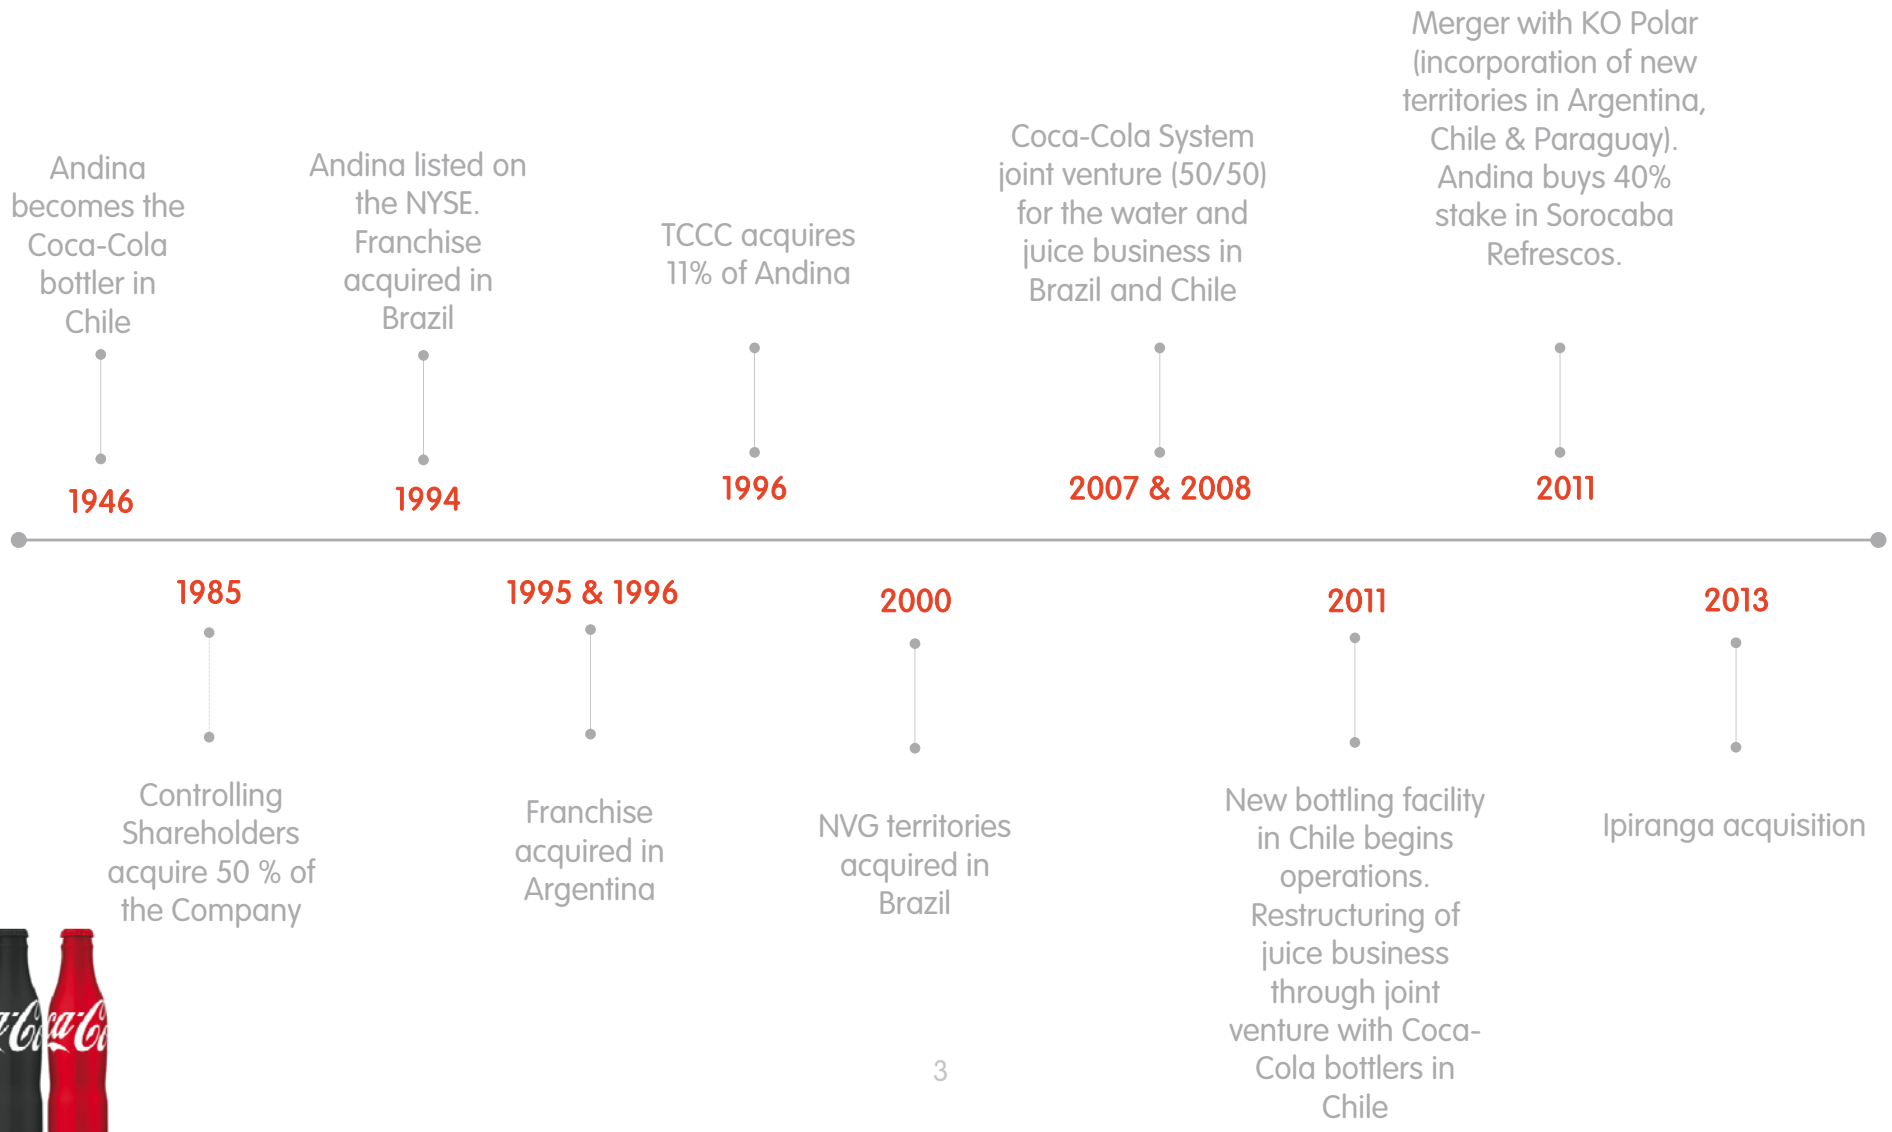 Andina
becomes the
Coca-Cola
bottler in
Chile
1946
Andina listed on
the NYSE.
Franchise
acquired in
Brazil
1994
TCCC acquires
11% of Andina
1996
Coca-Cola System
joint venture (50/50)
for the water and
juice business in
Brazil and Chile
2007 & 2008
Merger with KO Polar
(incorporation of new
territories in Argentina,
Chile & Paraguay).
Andina buys 40%
stake in Sorocaba
Refrescos.
2011
1985
Controlling
Shareholders
acquire 50 % of
the Company
1995 & 1996
Franchise
acquired in
Argentina
2000
NVG territories
acquired in
Brazil
2011
New bottling facility
in Chile begins
operations.
Restructuring of
juice business
through joint
venture with Coca-
Cola bottlers in
Chile
2013
Ipiranga acquisition
3